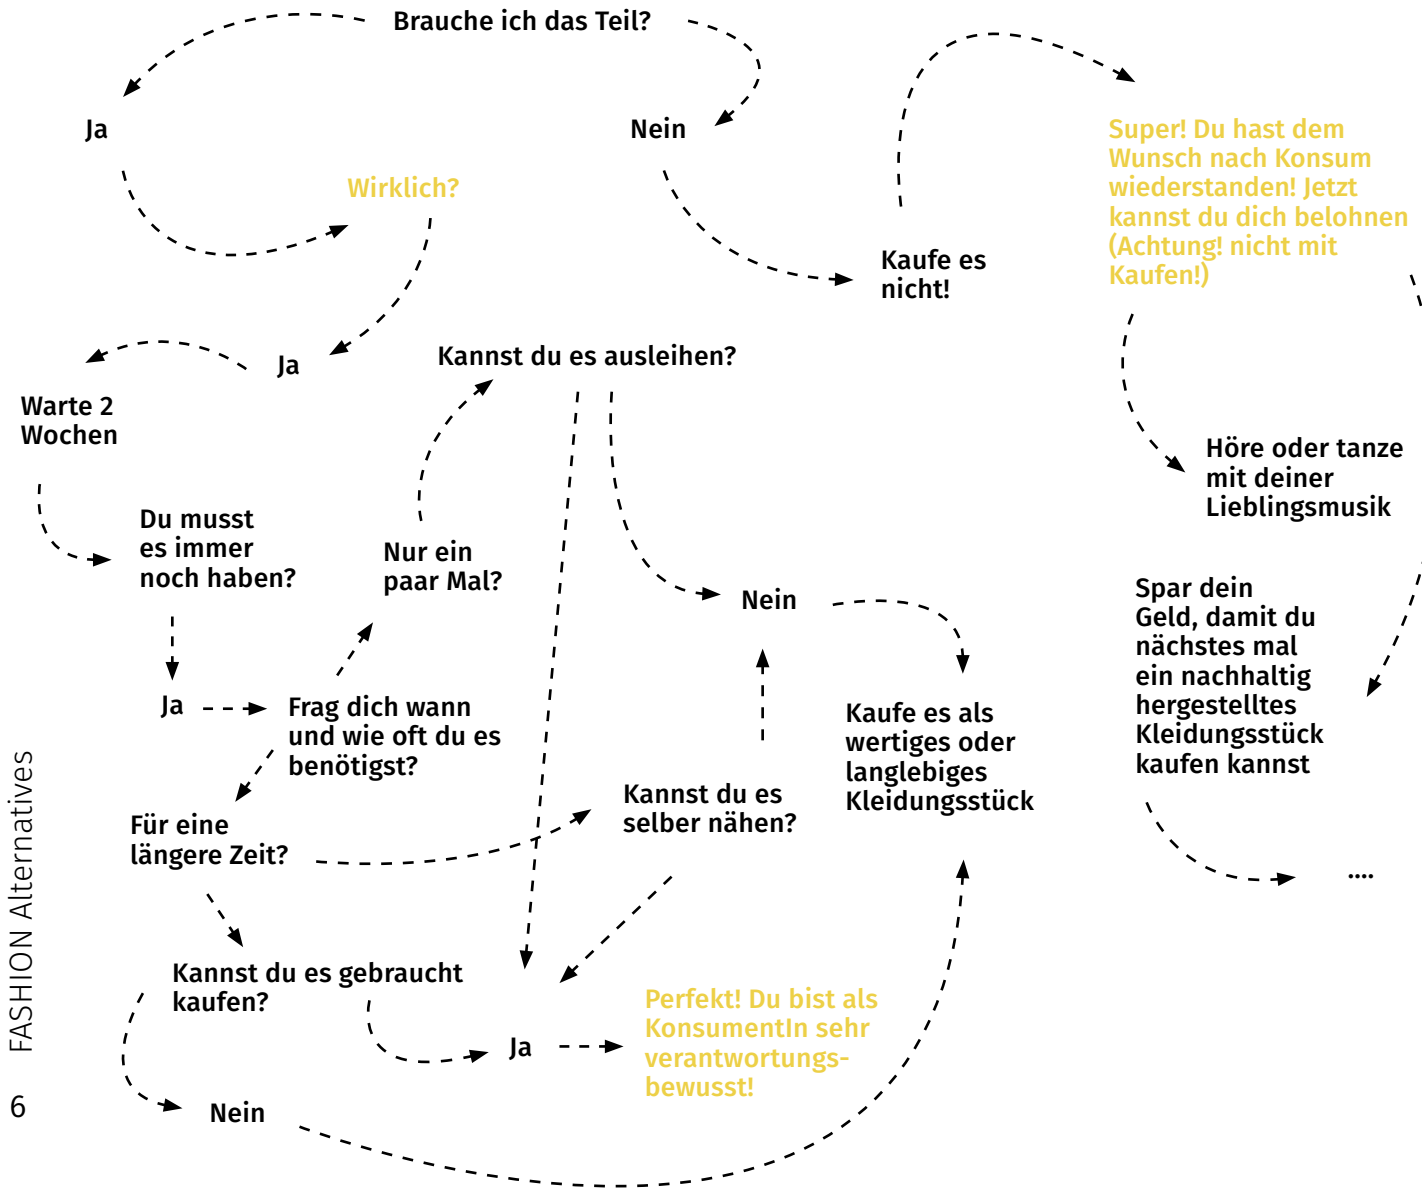 Brauche ich das Teil?
Ja
Nein
Wirklich?
Super! Du hast dem
Wunsch nach Konsum
wiederstanden! Jetzt
kannst du dich belohnen
(Achtung! nicht mit
Kaufen!)
Kaufe es
nicht!
Ja
Kannst du es ausleihen?
Warte 2
Wochen
Höre oder tanze
mit deiner
Lieblingsmusik
Du musst
es immer
noch haben?
Nur ein
paar Mal?
Nein
Spar dein
Geld, damit du
nächstes mal
ein nachhaltig
hergestelltes
Kleidungsstück
kaufen kannst
Ja
Frag dich wann
und wie oft du es
benötigst?
Kaufe es als
wertiges oder
langlebiges
Kleidungsstück
Kannst du es
selber nähen?
Für eine
längere Zeit?
....
Kannst du es gebraucht
kaufen?
Ja
Perfekt! Du bist als
KonsumentIn sehr
verantwortungs-
bewusst!
Nein
FASHION Alternatives
6